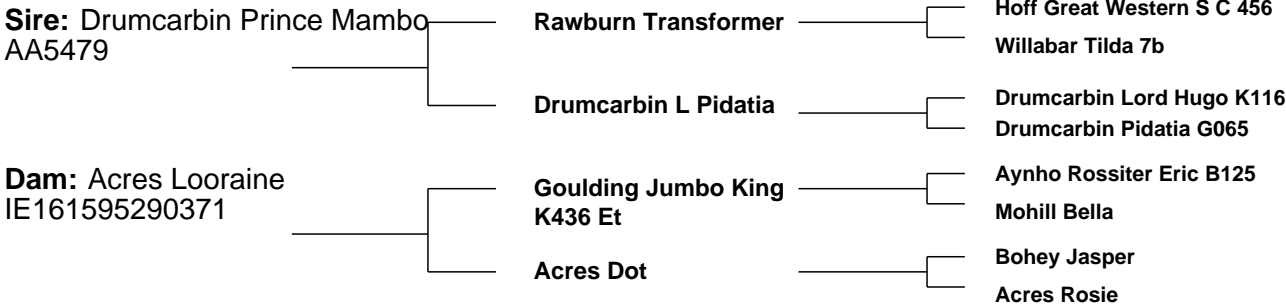 Sire: Drumcarbin Prince Mambo
AA5479
Rawburn Transformer
Hoff Great Western S C 456
Willabar Tilda 7b
Drumcarbin L Pidatia
Drumcarbin Lord Hugo K116
Drumcarbin Pidatia G065
Dam: Acres Looraine
IE161595290371
Goulding Jumbo King
K436 Et
Aynho Rossiter Eric B125
Mohill Bella
Acres Dot
Bohey Jasper
Acres Rosie